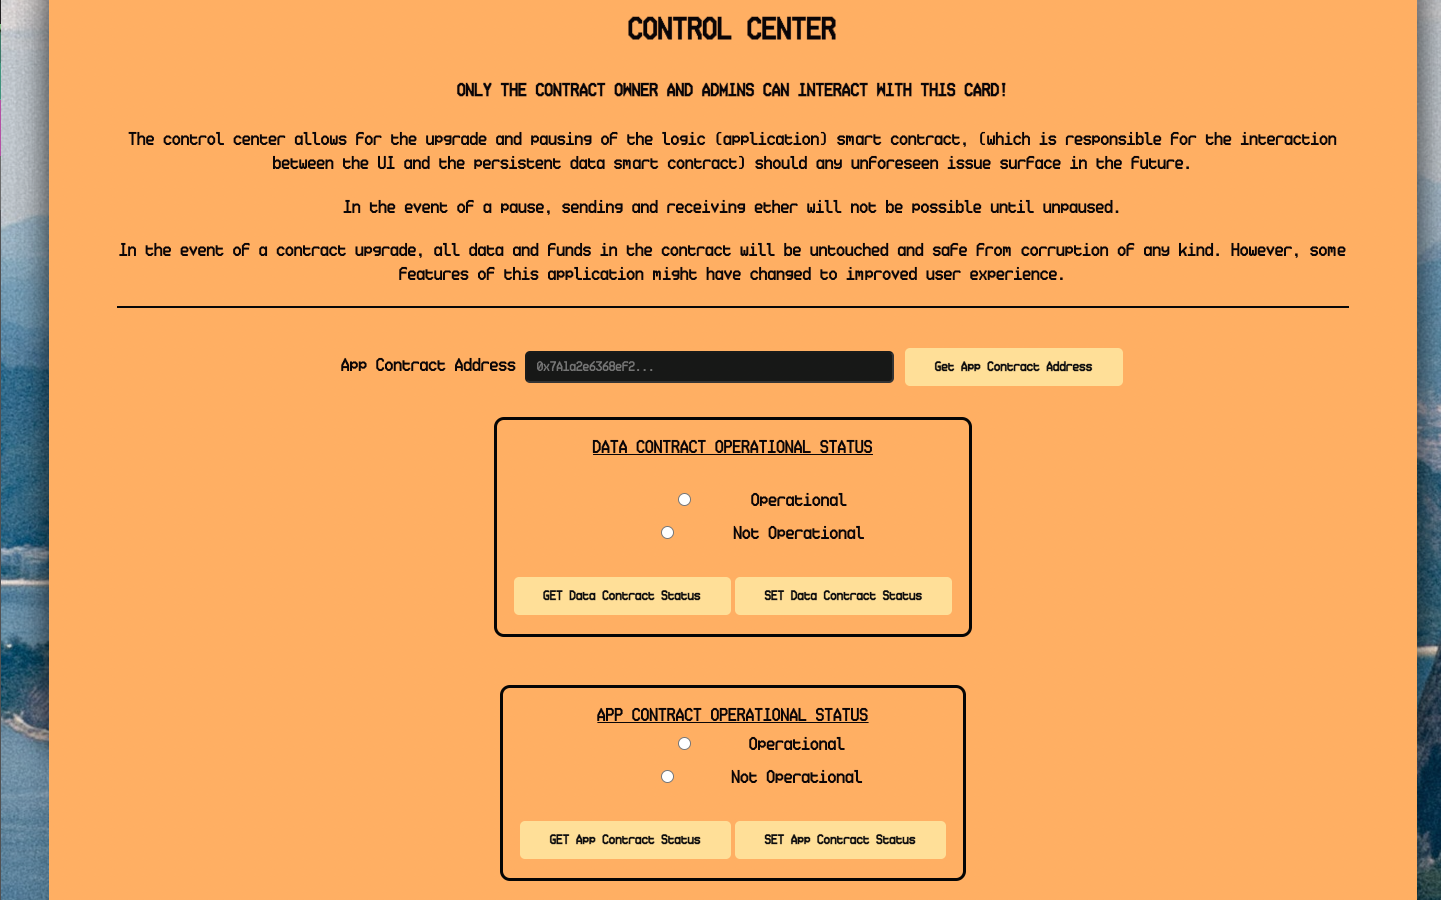 CONTROL CENTER
ONLY THE CONTRACT OWNER AND ADMINS CAN INTERACT WITH THIS CARD!
The control center allows for the upgrade and pausing of the logic (application) smart contract, (which is responsible for the interaction
between the UI and the persistent data smart contract) should any unforeseen issue surface in the future.
In the event of a pause, sending and receiving ether will not be possible until unpaused.
In the event of a contract upgrade, all data and funds in the contract will be untouched and safe from corruption of any kind. However, some
features of this application might have changed to improved user experience.
App Contract Address 0x7A1a2e6368eF2... Get App Contract Address
DATA CONTRACT OPERATIONAL STATUS
Operational
Not Operational
GET Data Contract Status SET Data Contract Status
APP CONTRACT OPERATIONAL STATUS
Operational
Not Operational
GET App Contract Status SET App Contract Status